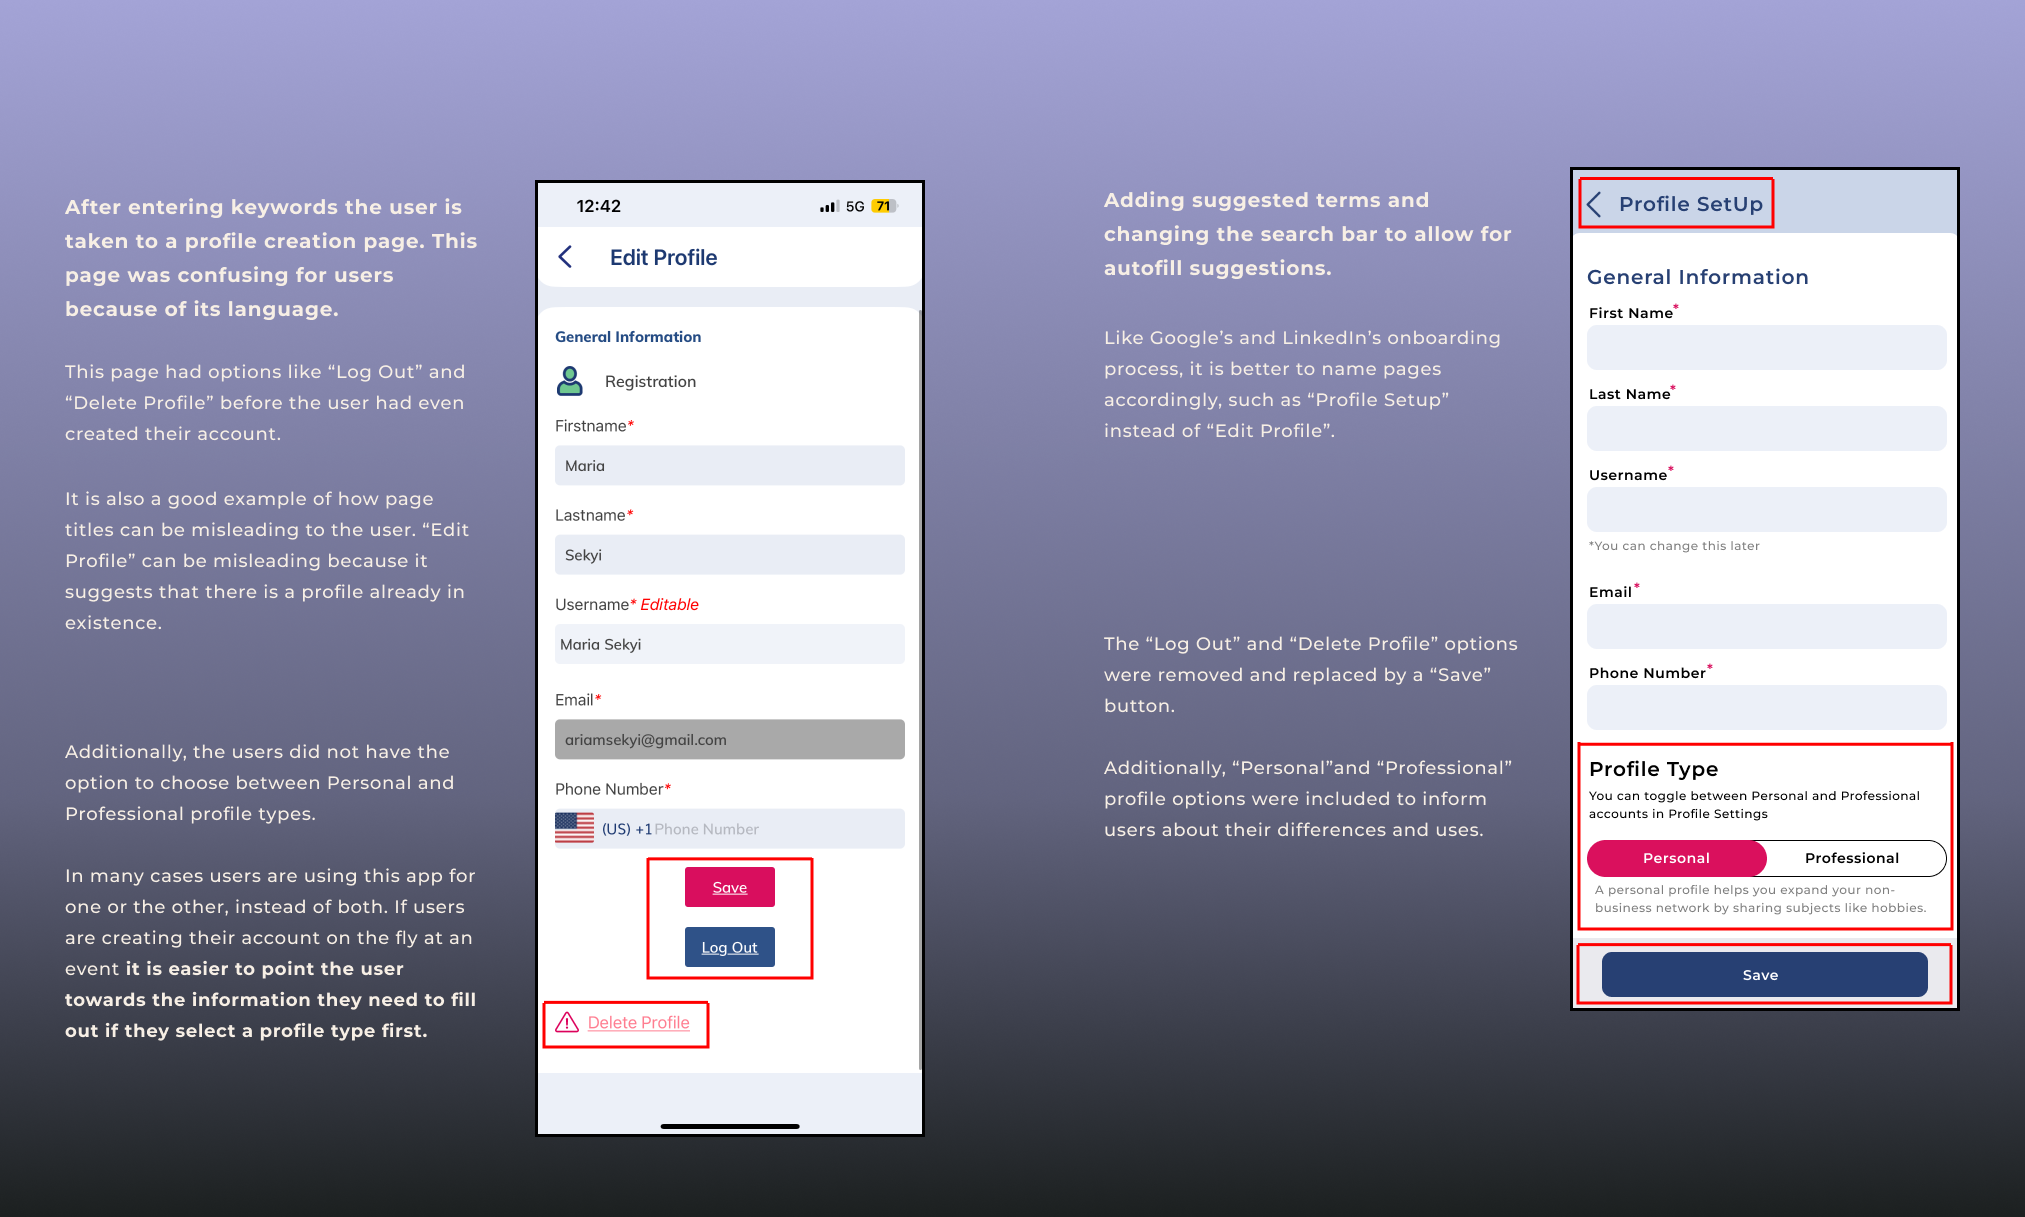 After entering keywords the user is
taken to a profile creation page. This
page was confusing for users
because of its language.
This page had options like “Log Out” and
“Delete Profile” before the user had even
created their account.
It is also a good example of how page
titles can be misleading to the user. “Edit
Profile” can be misleading because it
suggests that there is a profile already in
existence.
Additionally, the users did not have the
option to choose between Personal and
Professional profile types.
In many cases users are using this app for
one or the other, instead of both. If users
are creating their account on the fly at an
event it is easier to point the user
towards the information they need to fill
out if they select a profile type first.
12:42
5G 71
Edit Profile
General Information
Registration
Firstname*
Maria
Lastname*
Sekyi
Username* Editable
Maria Sekyi
Email*
ariamsekyi@gmail.com
Phone Number*
(US) +1 Phone Number
Save
Log Out
Delete Profile
Adding suggested terms and
changing the search bar to allow for
autofill suggestions.
Like Google’s and LinkedIn’s onboarding
process, it is better to name pages
accordingly, such as “Profile Setup”
instead of “Edit Profile”.
The “Log Out” and “Delete Profile” options
were removed and replaced by a “Save”
button.
Additionally, “Personal”and “Professional”
profile options were included to inform
users about their differences and uses.
Profile SetUp
General Information
First Name*
Last Name*
Username*
*You can change this later
Email*
Phone Number*
Profile Type
You can toggle between Personal and Professional
accounts in Profile Settings
Personal Professional
A personal profile helps you expand your non-
business network by sharing subjects like hobbies.
Save